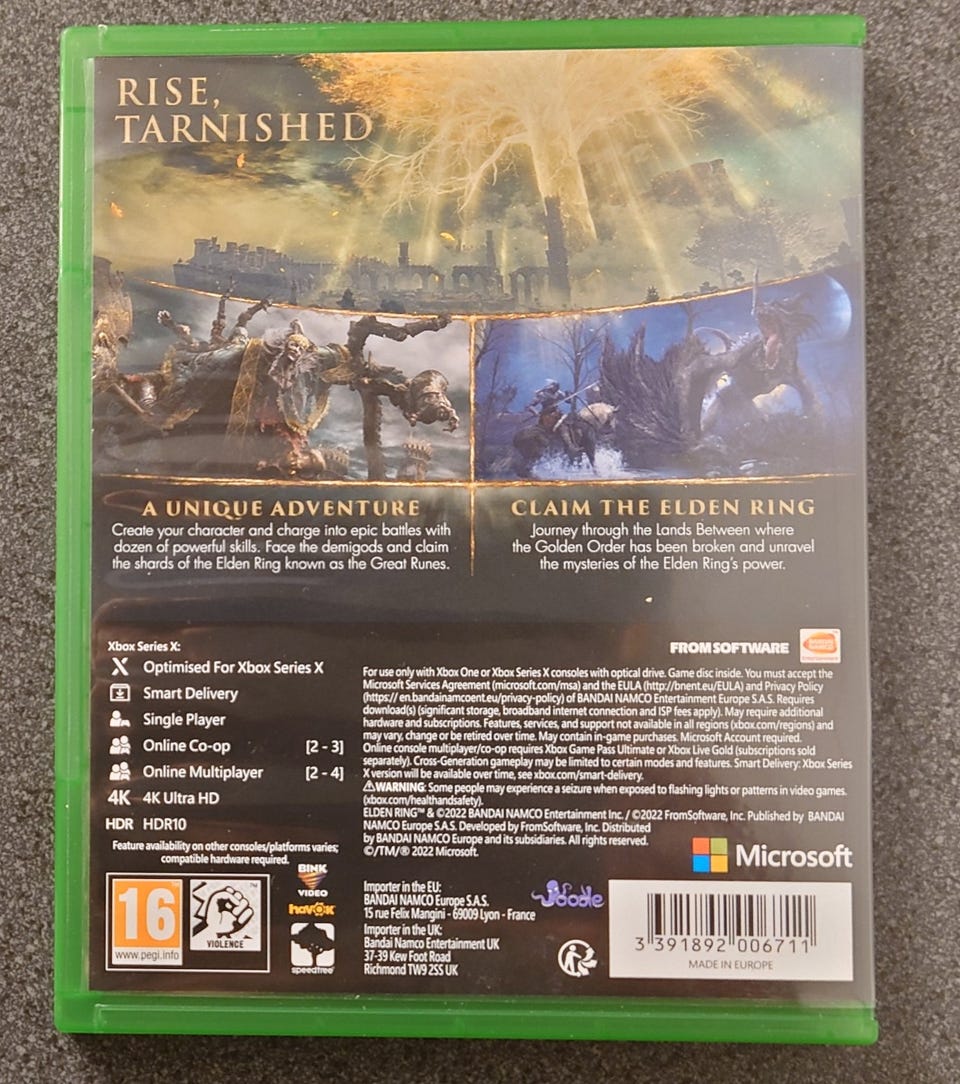 RISE,
TARNISHED
A UNIQUE ADVENTURE
Create your character and charge into epic battles with
dozen of powerful skills. Face the demigods and claim
the shards of the Elden Ring known as the Great Runes.
CLAIM THE ELDEN RING
Journey through the Lands Between where
the Golden Order has been broken and unravel
the mysteries of the Elden Ring's power.
Xbox Series X:
Optimised For Xbox Series X
Smart Delivery
Single Player
Online Co-op [2 - 3]
Online Multiplayer [2 - 4]
4K 4K Ultra HD
HDR HDR10
Feature availability on other consoles/platforms varies;
compatible hardware required.
FROMSOFTWARE
BANDAI
NAMCO
Entertainment
For use only with Xbox One or Xbox Series X consoles with optical drive. Game disc inside. You must accept the
Microsoft Services Agreement (microsoft.com/msa) and the EULA (http://bnent.eu/EULA) and Privacy Policy
(https:// en.bandainamcoent.eu/privacy-policy) of BANDAI NAMCO Entertainment Europe S.A.S. Requires
download(s) (significant storage, broadband internet connection and ISP fees apply). May require additional
hardware and subscriptions. Features, services, and support not available in all regions (xbox.com/regions) and
may vary, change or be retired over time. May contain in-game purchases. Microsoft Account required.
Online console multiplayer/co-op requires Xbox Game Pass Ultimate or Xbox Live Gold (subscriptions sold
separately). Cross-Generation gameplay may be limited to certain modes and features. Smart Delivery: Xbox Series
X version will be available over time, see xbox.com/smart-delivery.
⚠WARNING: Some people may experience a seizure when exposed to flashing lights or patterns in video games.
(xbox.com/healthandsafety).
ELDEN RING™ & ©2022 BANDAI NAMCO Entertainment Inc. / ©2022 FromSoftware, Inc. Published by BANDAI
NAMCO Europe S.A.S. Developed by FromSoftware, Inc. Distributed
by BANDAI NAMCO Europe and its subsidiaries. All rights reserved.
©/TM/® 2022 Microsoft.
Microsoft
16
www.pegi.info
VIOLENCE
TM
BINK
VIDEO
havok
speedtree
Importer in the EU:
BANDAI NAMCO Europe S.A.S.
15 rue Felix Mangini - 69009 Lyon - France
Importer in the UK:
Bandai Namco Entertainment UK
37-39 Kew Foot Road
Richmond TW9 2SS UK
oodle
3 391892 006711
MADE IN EUROPE